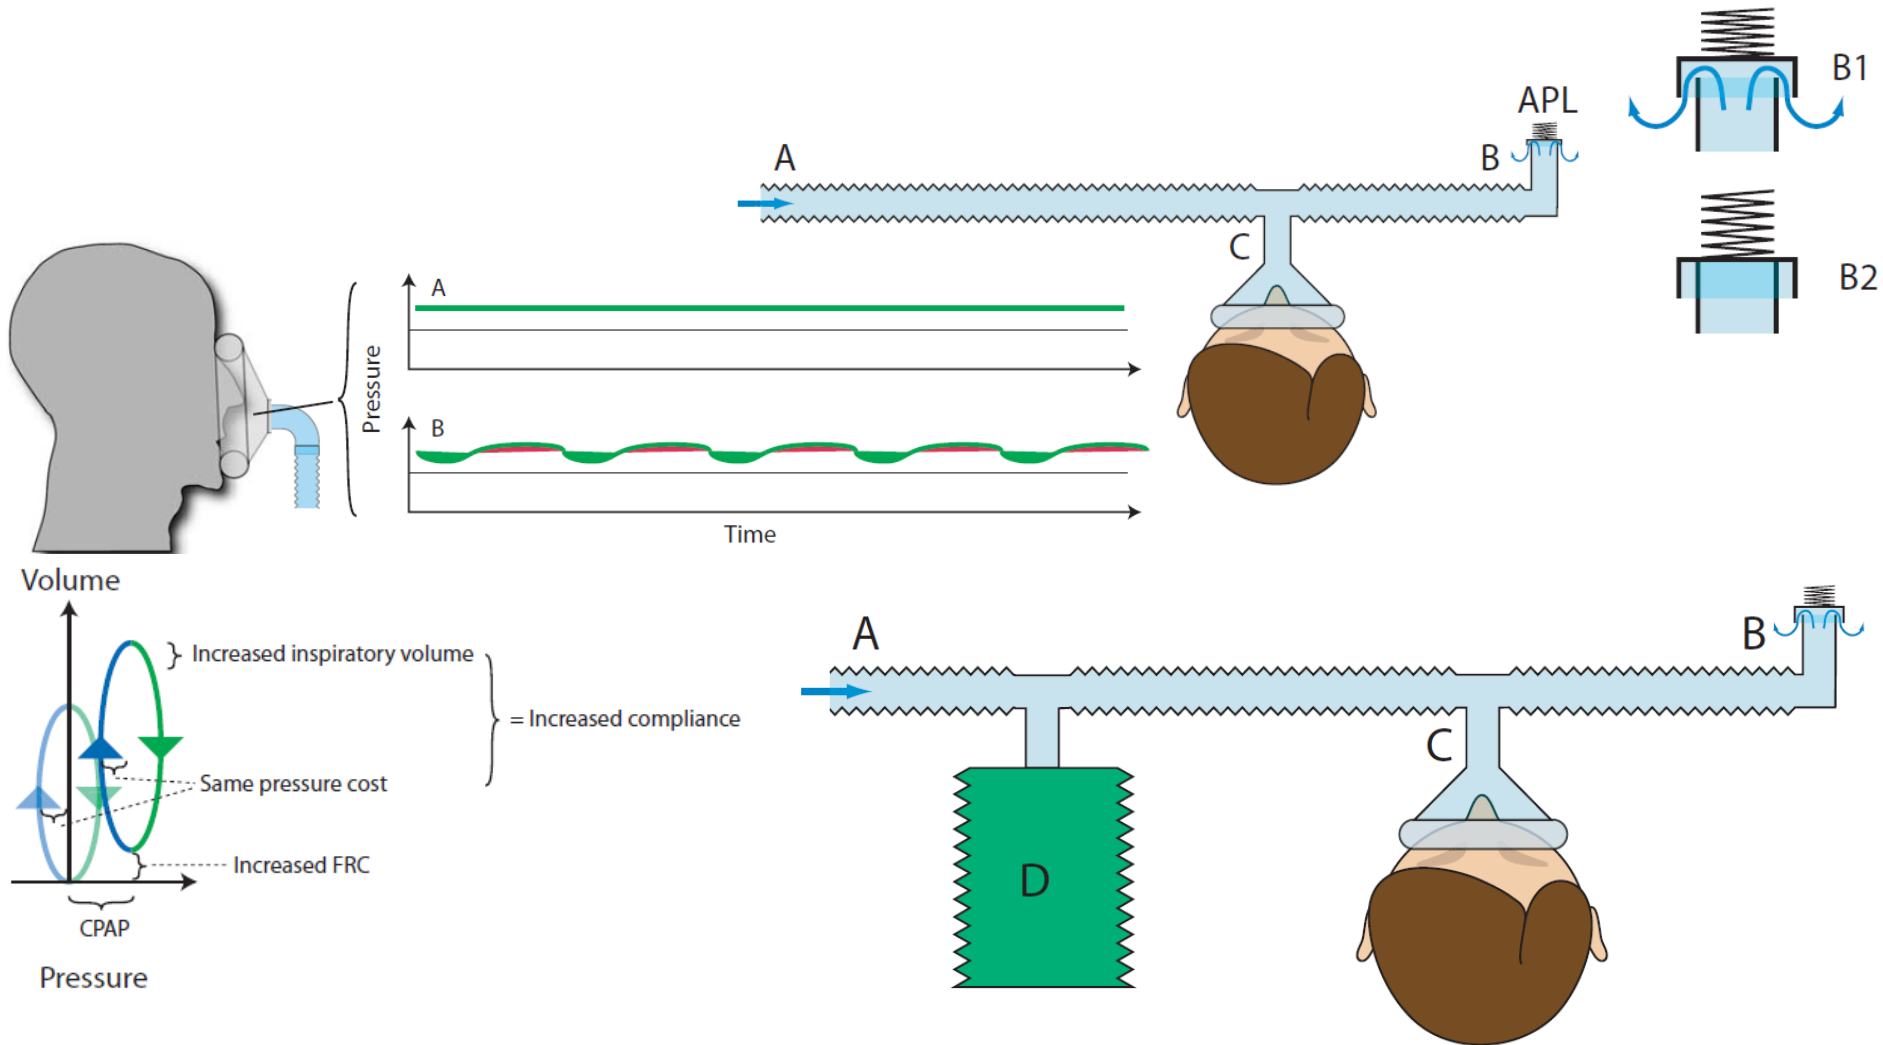 B1
APL
A
B
C
B2
A
Pressure
B
Time
Volume
Increased inspiratory volume
= Increased compliance
Same pressure cost
Increased FRC
CPAP
Pressure
A
B
C
D